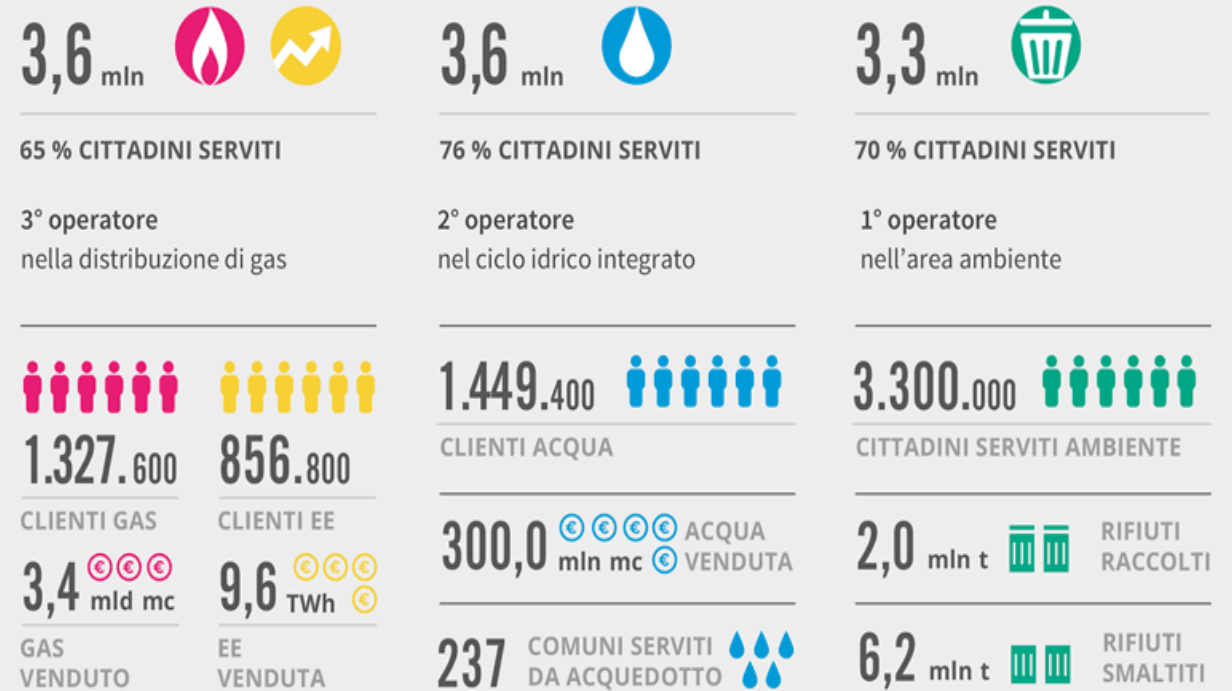 3,6 mln
65 % CITTADINI SERVITI
3° operatore
nella distribuzione di gas
1.327.600
CLIENTI GAS
3,4 mld mc
GAS
VENDUTO
856.800
CLIENTI EE
9,6 TWh
EE
VENDUTA
3,6 mln
76 % CITTADINI SERVITI
2° operatore
nel ciclo idrico integrato
1.449.400
CLIENTI ACQUA
300,0 mln mc
ACQUA
VENDUTA
237
COMUNI SERVITI
DA ACQUEDOTTO
3,3 mln
70 % CITTADINI SERVITI
1° operatore
nell'area ambiente
3.300.000
CITTADINI SERVITI AMBIENTE
2,0 mln t
RIFIUTI
RACCOLTI
6,2 mln t
RIFIUTI
SMALTITI